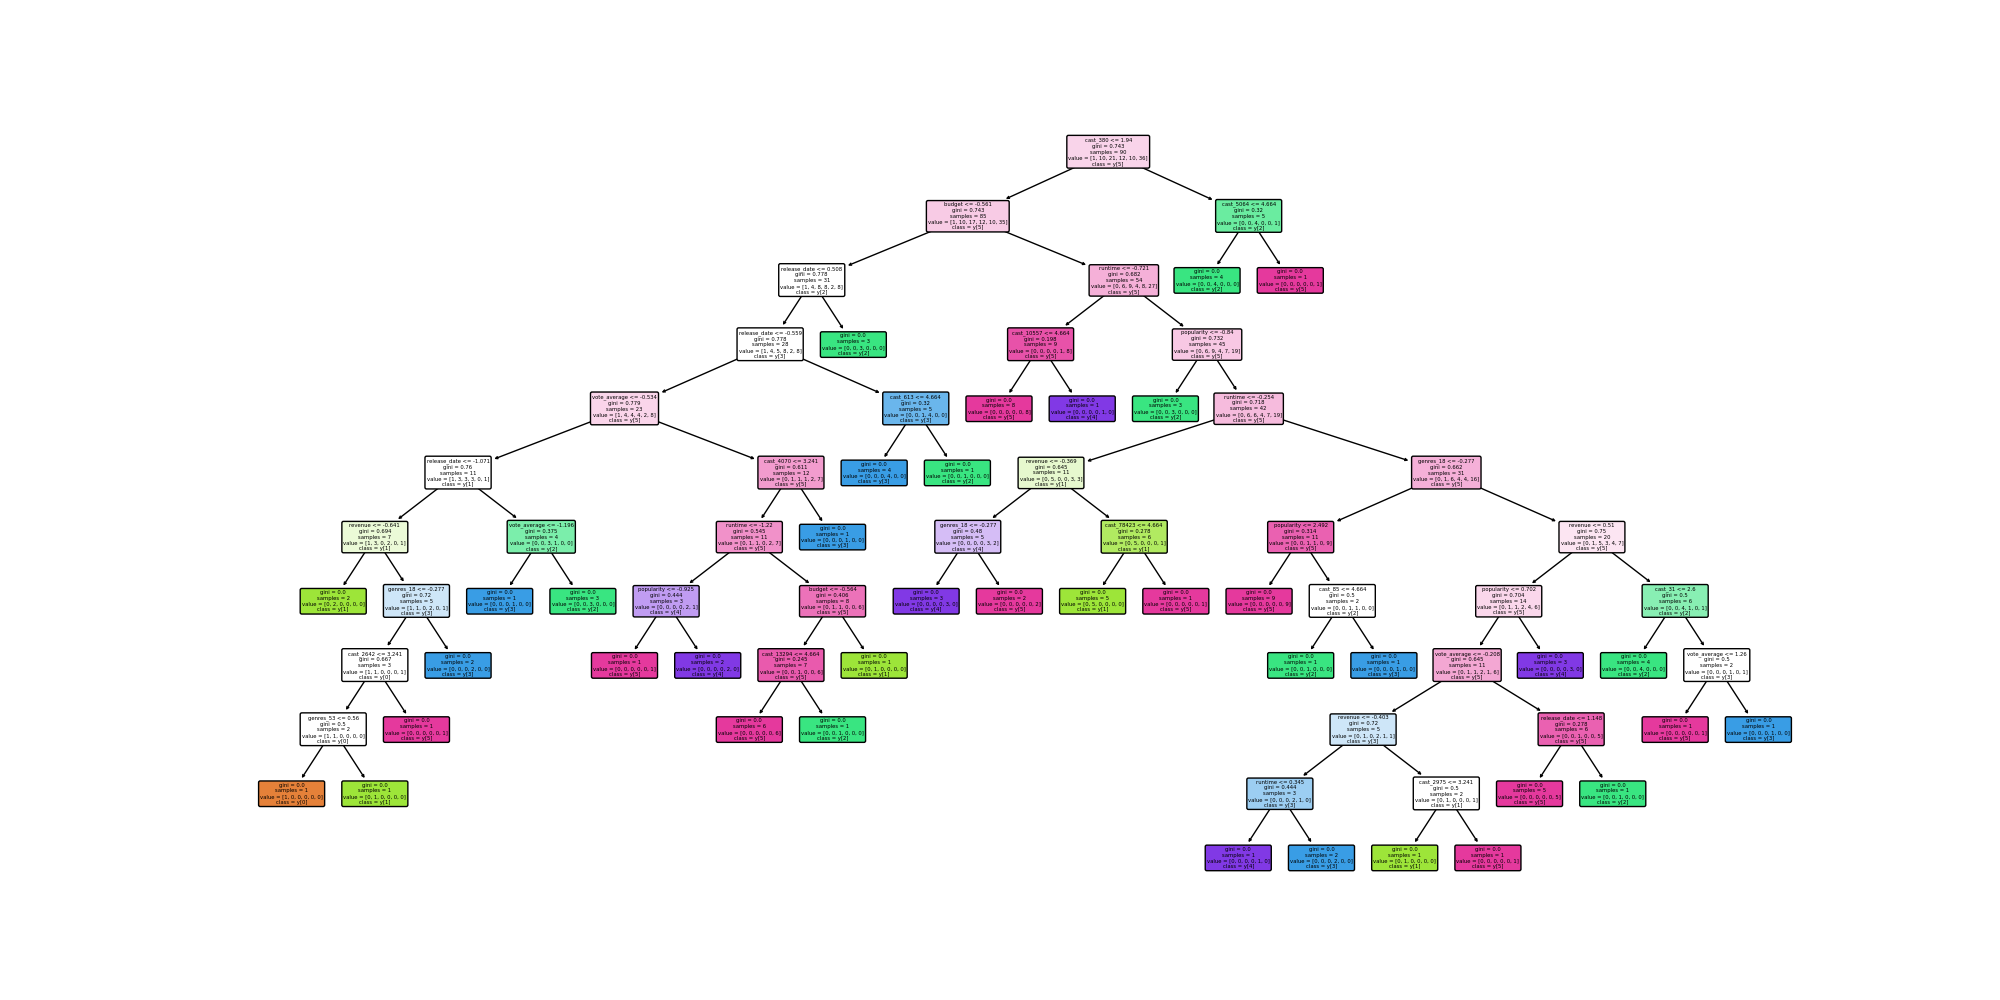 cast_380 <= 1.94
gini = 0.743
samples = 90
value = [1, 10, 21, 12, 10, 36]
class = y[5]
budget <= -0.561
gini = 0.743
samples = 85
value = [1, 10, 17, 12, 10, 35]
class = y[5]
cast_5064 <= 4.664
gini = 0.32
samples = 5
value = [0, 0, 4, 0, 0, 1]
class = y[2]
release_date <= 0.508
gini = 0.778
samples = 31
value = [1, 4, 8, 8, 2, 8]
class = y[2]
runtime <= -0.721
gini = 0.682
samples = 54
value = [0, 6, 9, 4, 8, 27]
class = y[5]
gini = 0.0
samples = 4
value = [0, 0, 4, 0, 0, 0]
class = y[2]
gini = 0.0
samples = 1
value = [0, 0, 0, 0, 0, 1]
class = y[5]
release_date <= -0.559
gini = 0.778
samples = 28
value = [1, 4, 5, 8, 2, 8]
class = y[3]
gini = 0.0
samples = 3
value = [0, 0, 3, 0, 0, 0]
class = y[2]
cast_10557 <= 4.664
gini = 0.198
samples = 9
value = [0, 0, 0, 0, 1, 8]
class = y[5]
popularity <= -0.84
gini = 0.732
samples = 45
value = [0, 6, 9, 4, 7, 19]
class = y[5]
vote_average <= -0.534
gini = 0.779
samples = 23
value = [1, 4, 4, 4, 2, 8]
class = y[5]
cast_613 <= 4.664
gini = 0.32
samples = 5
value = [0, 0, 1, 4, 0, 0]
class = y[3]
gini = 0.0
samples = 8
value = [0, 0, 0, 0, 0, 8]
class = y[5]
gini = 0.0
samples = 1
value = [0, 0, 0, 0, 1, 0]
class = y[4]
gini = 0.0
samples = 3
value = [0, 0, 3, 0, 0, 0]
class = y[2]
runtime <= -0.254
gini = 0.718
samples = 42
value = [0, 6, 6, 4, 7, 19]
class = y[5]
release_date <= -1.071
gini = 0.76
samples = 11
value = [1, 3, 3, 3, 0, 1]
class = y[1]
cast_4070 <= 3.241
gini = 0.611
samples = 12
value = [0, 1, 1, 1, 2, 7]
class = y[5]
gini = 0.0
samples = 4
value = [0, 0, 0, 4, 0, 0]
class = y[3]
gini = 0.0
samples = 1
value = [0, 0, 1, 0, 0, 0]
class = y[2]
revenue <= -0.369
gini = 0.645
samples = 11
value = [0, 5, 0, 0, 3, 3]
class = y[1]
genres_18 <= -0.277
gini = 0.662
samples = 31
value = [0, 1, 6, 4, 4, 16]
class = y[5]
revenue <= -0.641
gini = 0.694
samples = 7
value = [1, 3, 0, 2, 0, 1]
class = y[1]
vote_average <= -1.196
gini = 0.375
samples = 4
value = [0, 0, 3, 1, 0, 0]
class = y[2]
runtime <= -1.22
gini = 0.545
samples = 11
value = [0, 1, 1, 0, 2, 7]
class = y[5]
gini = 0.0
samples = 1
value = [0, 0, 0, 1, 0, 0]
class = y[3]
genres_18 <= -0.277
gini = 0.48
samples = 5
value = [0, 0, 0, 0, 3, 2]
class = y[4]
cast_78423 <= 4.664
gini = 0.278
samples = 6
value = [0, 5, 0, 0, 0, 1]
class = y[1]
popularity <= 2.492
gini = 0.314
samples = 11
value = [0, 0, 1, 1, 0, 9]
class = y[5]
revenue <= 0.51
gini = 0.75
samples = 20
value = [0, 1, 5, 3, 4, 7]
class = y[5]
gini = 0.0
samples = 2
value = [0, 2, 0, 0, 0, 0]
class = y[1]
genres_18 <= -0.277
gini = 0.72
samples = 5
value = [1, 1, 0, 2, 0, 1]
class = y[3]
gini = 0.0
samples = 1
value = [0, 0, 0, 1, 0, 0]
class = y[3]
gini = 0.0
samples = 3
value = [0, 0, 3, 0, 0, 0]
class = y[2]
popularity <= -0.925
gini = 0.444
samples = 3
value = [0, 0, 0, 0, 2, 1]
class = y[4]
budget <= -0.564
gini = 0.406
samples = 8
value = [0, 1, 1, 0, 0, 6]
class = y[5]
gini = 0.0
samples = 3
value = [0, 0, 0, 0, 3, 0]
class = y[4]
gini = 0.0
samples = 2
value = [0, 0, 0, 0, 0, 2]
class = y[5]
gini = 0.0
samples = 5
value = [0, 5, 0, 0, 0, 0]
class = y[1]
gini = 0.0
samples = 1
value = [0, 0, 0, 0, 0, 1]
class = y[5]
gini = 0.0
samples = 9
value = [0, 0, 0, 0, 0, 9]
class = y[5]
cast_85 <= 4.664
gini = 0.5
samples = 2
value = [0, 0, 1, 1, 0, 0]
class = y[2]
popularity <= 0.702
gini = 0.704
samples = 14
value = [0, 1, 1, 2, 4, 6]
class = y[5]
cast_31 <= 2.6
gini = 0.5
samples = 6
value = [0, 0, 4, 1, 0, 1]
class = y[2]
cast_2642 <= 3.241
gini = 0.667
samples = 3
value = [1, 1, 0, 0, 0, 1]
class = y[0]
gini = 0.0
samples = 2
value = [0, 0, 0, 2, 0, 0]
class = y[3]
gini = 0.0
samples = 1
value = [0, 0, 0, 0, 0, 1]
class = y[5]
gini = 0.0
samples = 2
value = [0, 0, 0, 0, 2, 0]
class = y[4]
cast_13294 <= 4.664
gini = 0.245
samples = 7
value = [0, 0, 1, 0, 0, 6]
class = y[5]
gini = 0.0
samples = 1
value = [0, 1, 0, 0, 0, 0]
class = y[1]
gini = 0.0
samples = 1
value = [0, 0, 1, 0, 0, 0]
class = y[2]
gini = 0.0
samples = 1
value = [0, 0, 0, 1, 0, 0]
class = y[3]
vote_average <= -0.208
gini = 0.645
samples = 11
value = [0, 1, 1, 2, 1, 6]
class = y[5]
gini = 0.0
samples = 3
value = [0, 0, 0, 0, 3, 0]
class = y[4]
gini = 0.0
samples = 4
value = [0, 0, 4, 0, 0, 0]
class = y[2]
vote_average <= 1.26
gini = 0.5
samples = 2
value = [0, 0, 0, 1, 0, 1]
class = y[3]
genres_53 <= 0.56
gini = 0.5
samples = 2
value = [1, 1, 0, 0, 0, 0]
class = y[0]
gini = 0.0
samples = 1
value = [0, 0, 0, 0, 0, 1]
class = y[5]
gini = 0.0
samples = 6
value = [0, 0, 0, 0, 0, 6]
class = y[5]
gini = 0.0
samples = 1
value = [0, 0, 1, 0, 0, 0]
class = y[2]
revenue <= -0.403
gini = 0.72
samples = 5
value = [0, 1, 0, 2, 1, 1]
class = y[3]
release_date <= 1.148
gini = 0.278
samples = 6
value = [0, 0, 1, 0, 0, 5]
class = y[5]
gini = 0.0
samples = 1
value = [0, 0, 0, 0, 0, 1]
class = y[5]
gini = 0.0
samples = 1
value = [0, 0, 0, 1, 0, 0]
class = y[3]
gini = 0.0
samples = 1
value = [1, 0, 0, 0, 0, 0]
class = y[0]
gini = 0.0
samples = 1
value = [0, 1, 0, 0, 0, 0]
class = y[1]
runtime <= 0.345
gini = 0.444
samples = 3
value = [0, 0, 0, 2, 1, 0]
class = y[3]
cast_2975 <= 3.241
gini = 0.5
samples = 2
value = [0, 1, 0, 0, 0, 1]
class = y[1]
gini = 0.0
samples = 5
value = [0, 0, 0, 0, 0, 5]
class = y[5]
gini = 0.0
samples = 1
value = [0, 0, 1, 0, 0, 0]
class = y[2]
gini = 0.0
samples = 1
value = [0, 0, 0, 0, 1, 0]
class = y[4]
gini = 0.0
samples = 2
value = [0, 0, 0, 2, 0, 0]
class = y[3]
gini = 0.0
samples = 1
value = [0, 1, 0, 0, 0, 0]
class = y[1]
gini = 0.0
samples = 1
value = [0, 0, 0, 0, 0, 1]
class = y[5]